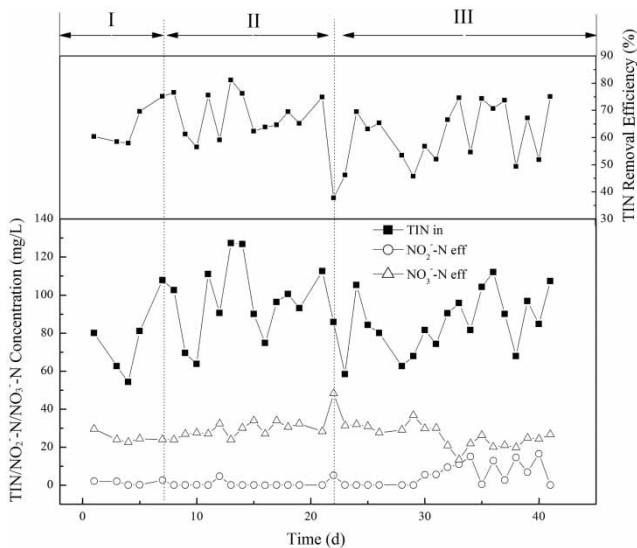 I II III
90
80
70
60
50
40
30
TIN Removal Efficiency (%)
140
120
100
80
60
40
20
0
TIN/NO₂⁻-N/NO₃⁻-N Concentration (mg/L)
TIN in
NO₂⁻-N eff
NO₃⁻-N eff
0 10 20 30 40
Time (d)